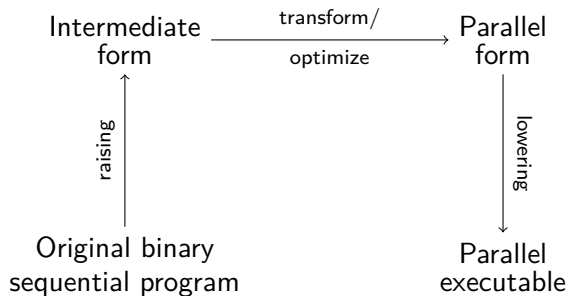 Intermediate
form
transform/
optimize
Parallel
form
raising
lowering
Original binary
sequential program
Parallel
executable